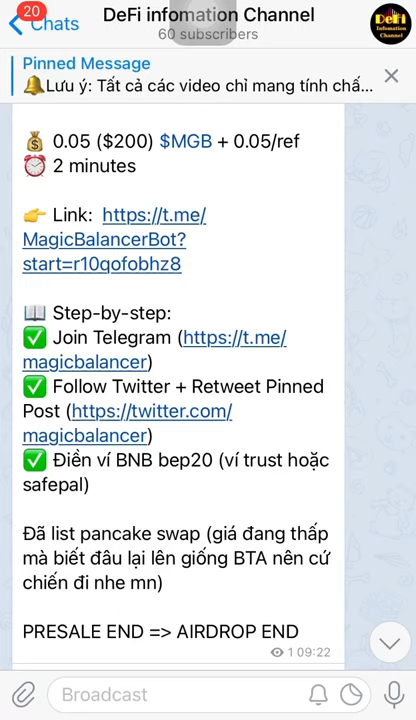 20
Chats
DeFi infomation Channel
60 subscribers
DeFi
Infomation
Channel
Pinned Message
🔔Lưu ý: Tất cả các video chỉ mang tính chấ...
💰 0.05 ($200) $MGB + 0.05/ref
⏰ 2 minutes
👉 Link: https://t.me/
MagicBalancerBot?
start=r10qofobhz8
📖 Step-by-step:
✅ Join Telegram (https://t.me/
magicbalancer)
✅ Follow Twitter + Retweet Pinned
Post (https://twitter.com/
magicbalancer)
✅ Điền ví BNB bep20 (ví trust hoặc
safepal)
Đã list pancake swap (giá đang thấp
mà biết đâu lại lên giống BTA nên cứ
chiến đi nhe mn)
PRESALE END => AIRDROP END
1 09:22
Broadcast